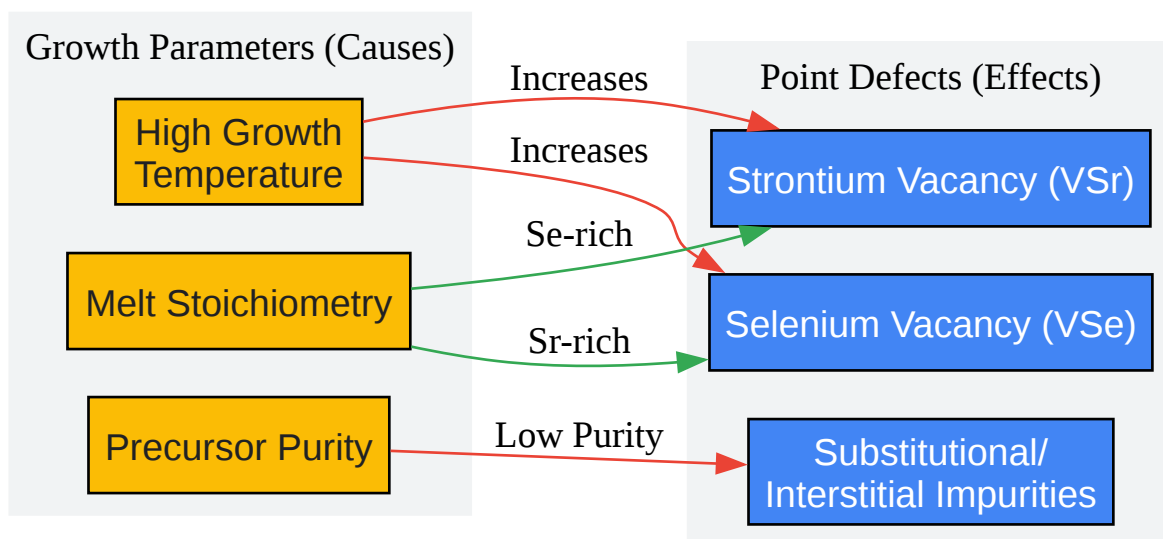 Growth Parameters (Causes)
High Growth
Temperature
Melt Stoichiometry
Precursor Purity
Increases
Increases
Se-rich
Sr-rich
Low Purity
Point Defects (Effects)
Strontium Vacancy (VSr)
Selenium Vacancy (VSe)
Substitutional/
Interstitial Impurities